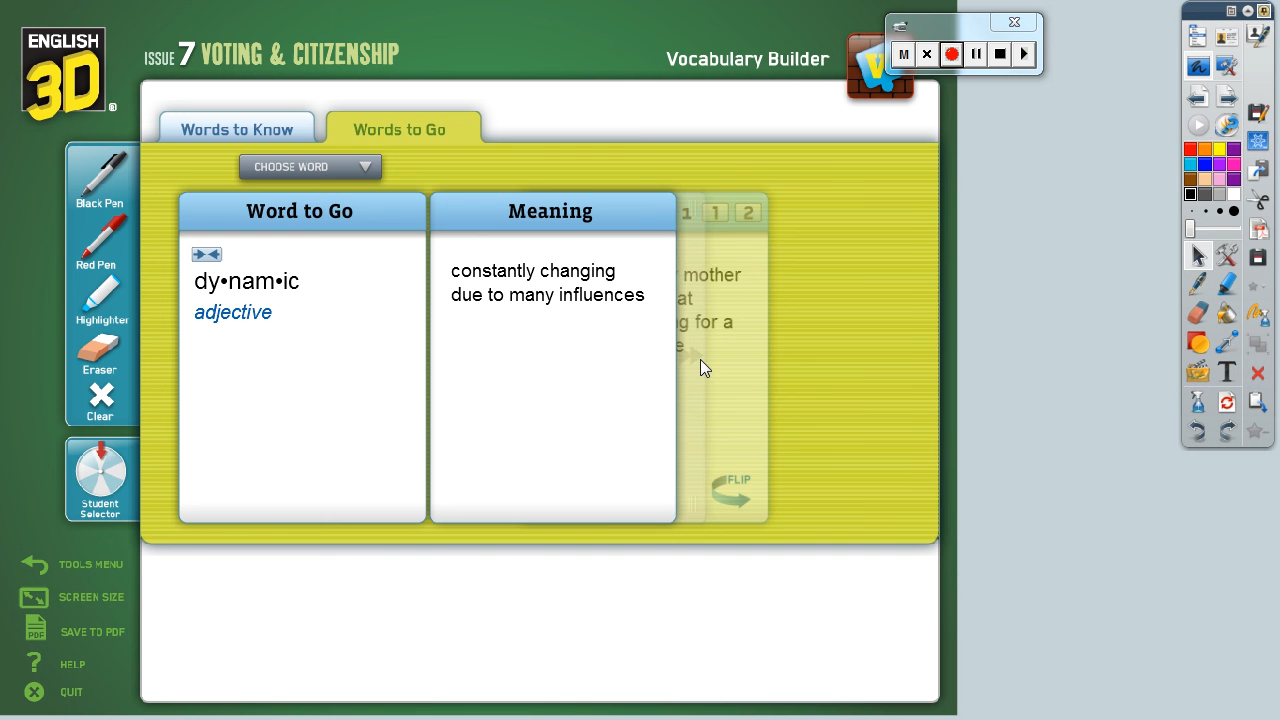 ENGLISH
3D
ISSUE 7 VOTING & CITIZENSHIP
Vocabulary Builder
V
M
Words to Know
Words to Go
CHOOSE WORD
Black Pen
Red Pen
Highlighter
Eraser
Clear
Student
Selector
Word to Go
dy•nam•ic
adjective
Meaning
constantly changing
due to many influences
1 1 2
mother
at
for a
FLIP
TOOLS MENU
SCREEN SIZE
PDF
SAVE TO PDF
? HELP
QUIT
T